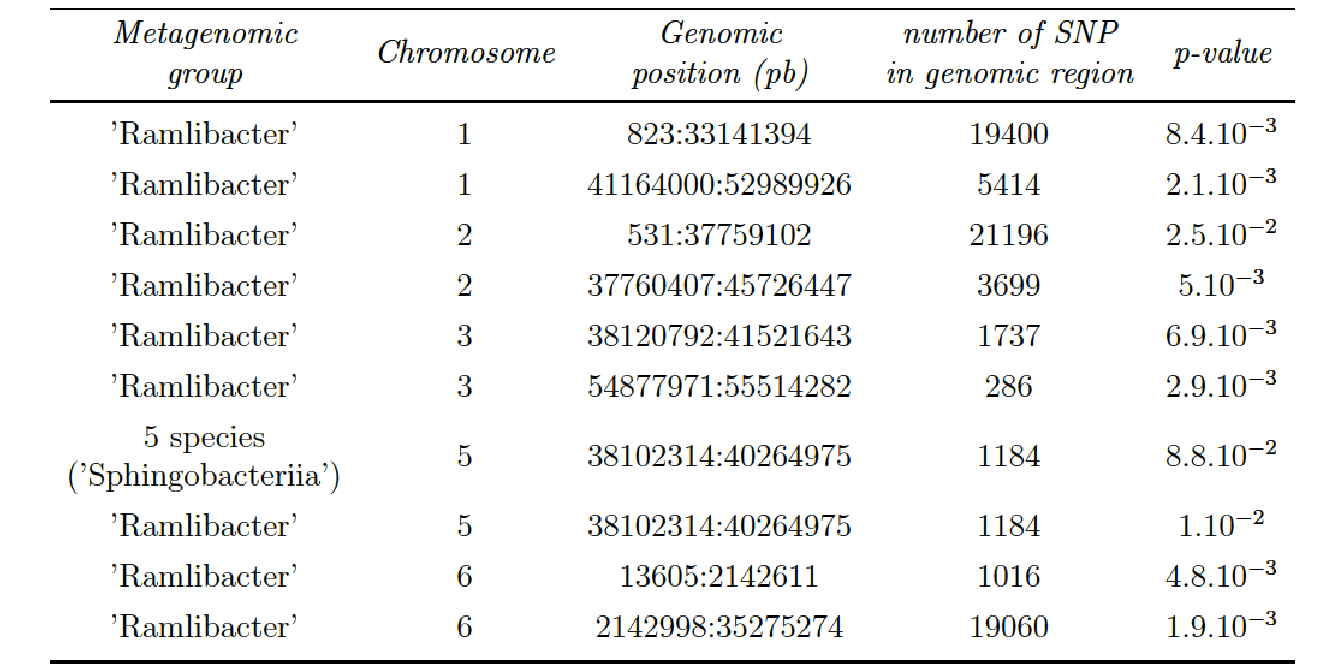 Metagenomic group Chromosome Genomic position (pb) number of SNP in genomic region p-value
'Ramlibacter' 1 823:33141394 19400 8.4.10⁻³
'Ramlibacter' 1 41164000:52989926 5414 2.1.10⁻³
'Ramlibacter' 2 531:37759102 21196 2.5.10⁻²
'Ramlibacter' 2 37760407:45726447 3699 5.10⁻³
'Ramlibacter' 3 38120792:41521643 1737 6.9.10⁻³
'Ramlibacter' 3 54877971:55514282 286 2.9.10⁻³
5 species ('Sphingobacteriia') 5 38102314:40264975 1184 8.8.10⁻²
'Ramlibacter' 5 38102314:40264975 1184 1.10⁻²
'Ramlibacter' 6 13605:2142611 1016 4.8.10⁻³
'Ramlibacter' 6 2142998:35275274 19060 1.9.10⁻³